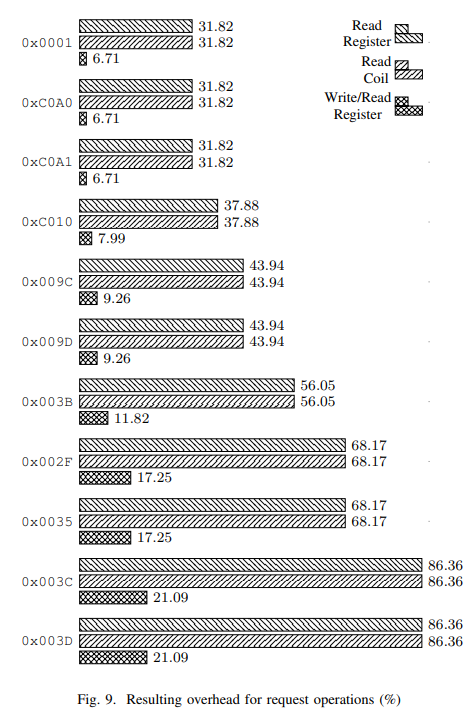 Read
Register
Read
Coil
Write/Read
Register
0x0001
31.82
31.82
6.71
0xC0A0
31.82
31.82
6.71
0xC0A1
31.82
31.82
6.71
0xC010
37.88
37.88
7.99
0x009C
43.94
43.94
9.26
0x009D
43.94
43.94
9.26
0x003B
56.05
56.05
11.82
0x002F
68.17
68.17
17.25
0x0035
68.17
68.17
17.25
0x003C
86.36
86.36
21.09
0x003D
86.36
86.36
21.09
Fig. 9. Resulting overhead for request operations (%)